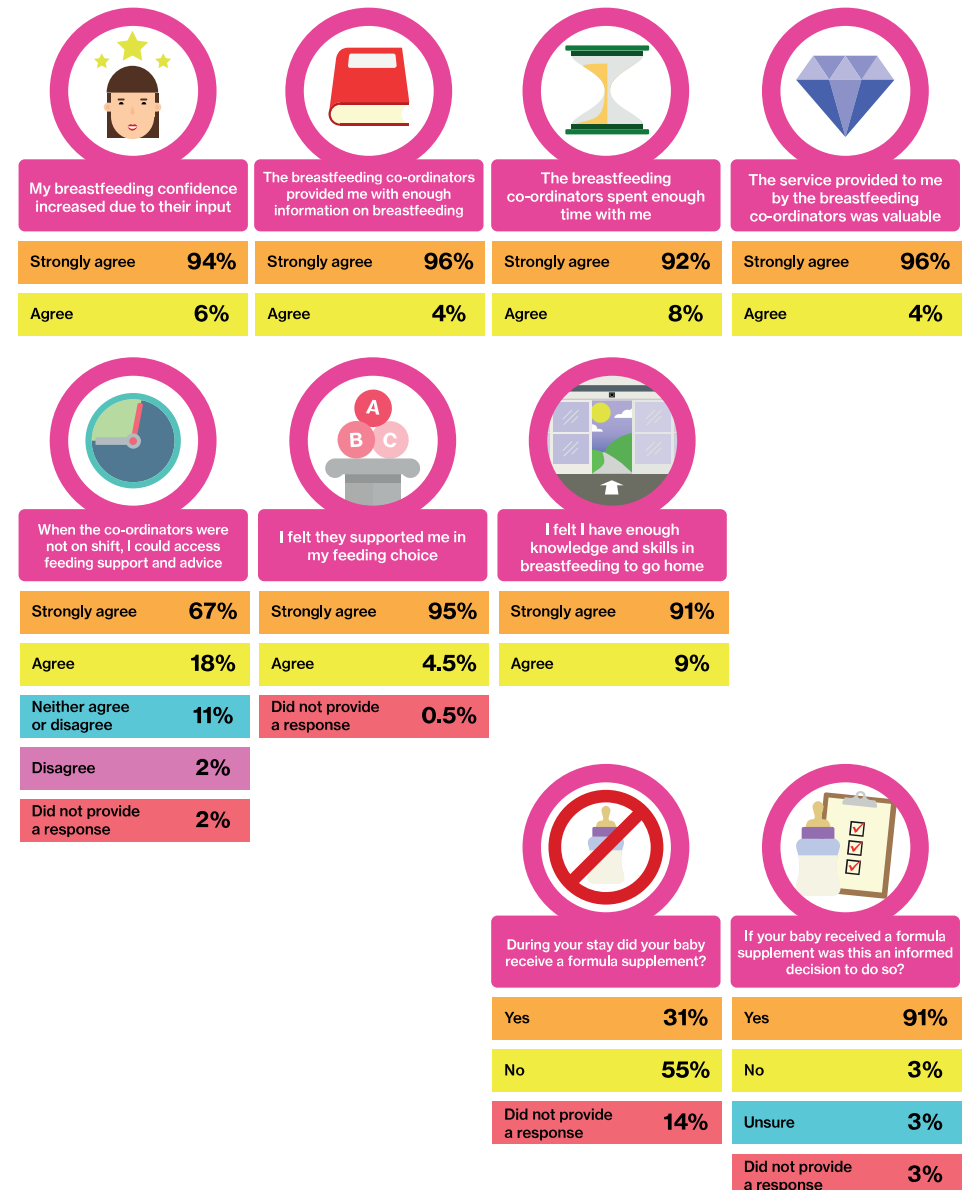 My breastfeeding confidence
increased due to their input
Strongly agree 94%
Agree 6%
The breastfeeding co-ordinators
provided me with enough
information on breastfeeding
Strongly agree 96%
Agree 4%
The breastfeeding
co-ordinators spent enough
time with me
Strongly agree 92%
Agree 8%
The service provided to me
by the breastfeeding
co-ordinators was valuable
Strongly agree 96%
Agree 4%
When the co-ordinators were
not on shift, I could access
feeding support and advice
Strongly agree 67%
Agree 18%
Neither agree
or disagree 11%
Disagree 2%
Did not provide
a response 2%
A
B C
I felt they supported me in
my feeding choice
Strongly agree 95%
Agree 4.5%
Did not provide
a response 0.5%
I felt I have enough
knowledge and skills in
breastfeeding to go home
Strongly agree 91%
Agree 9%
During your stay did your baby
receive a formula supplement?
Yes 31%
No 55%
Did not provide
a response 14%
If your baby received a formula
supplement was this an informed
decision to do so?
Yes 91%
No 3%
Unsure 3%
Did not provide
a response 3%